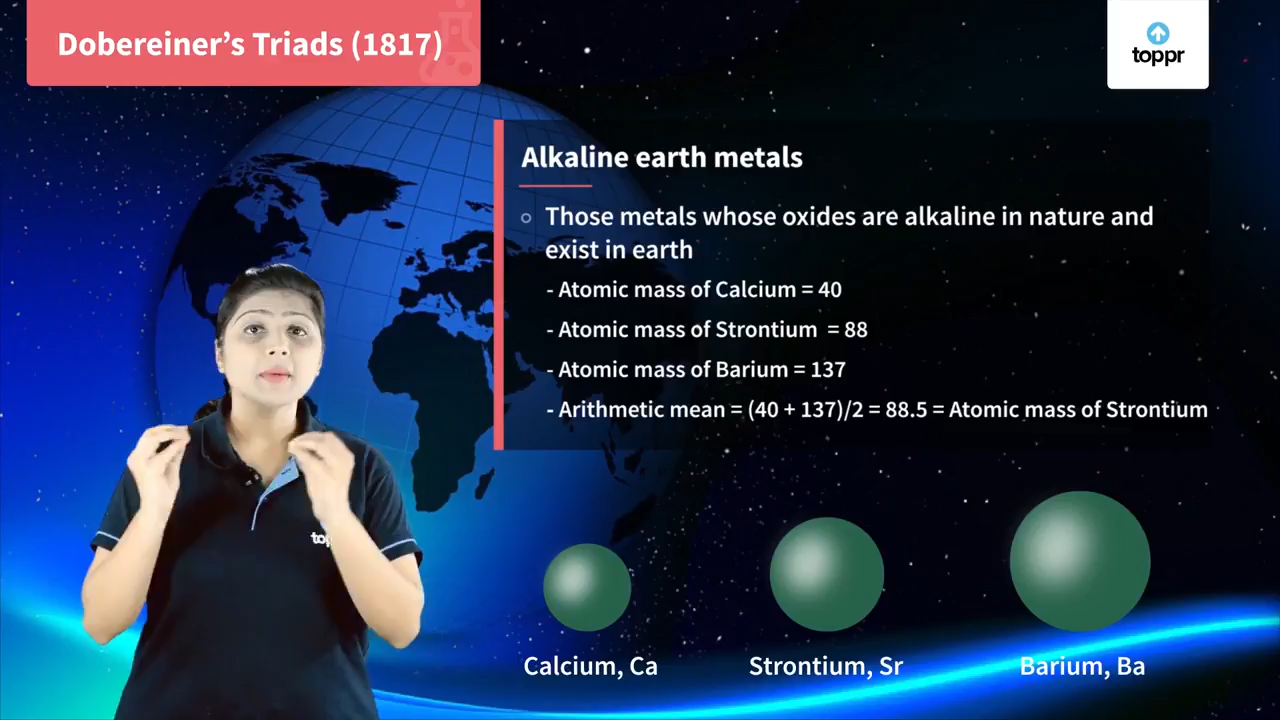 Dobereiner’s Triads (1817)
toppr
Alkaline earth metals
Those metals whose oxides are alkaline in nature and
exist in earth
- Atomic mass of Calcium = 40
- Atomic mass of Strontium = 88
- Atomic mass of Barium = 137
- Arithmetic mean = (40 + 137)/2 = 88.5 = Atomic mass of Strontium
top
Calcium, Ca
Strontium, Sr
Barium, Ba